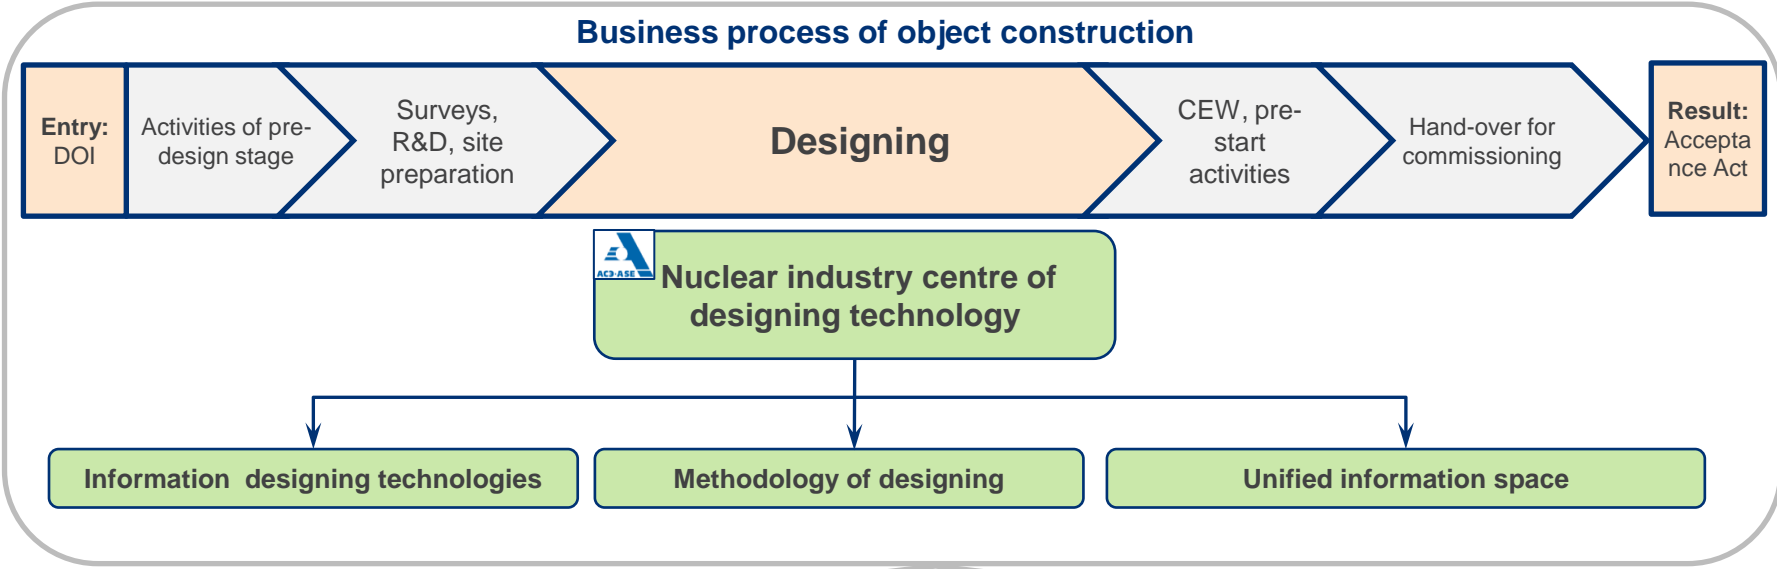 Business process of object construction
Entry:
DOI
Activities of pre-
design stage
Surveys,
R&D, site
preparation
Designing
CEW, pre-
start
activities
Hand-over for
commissioning
Result:
Accepta
nce Act
АСЭ-ASE
Nuclear industry centre of
designing technology
Information designing technologies
Methodology of designing
Unified information space